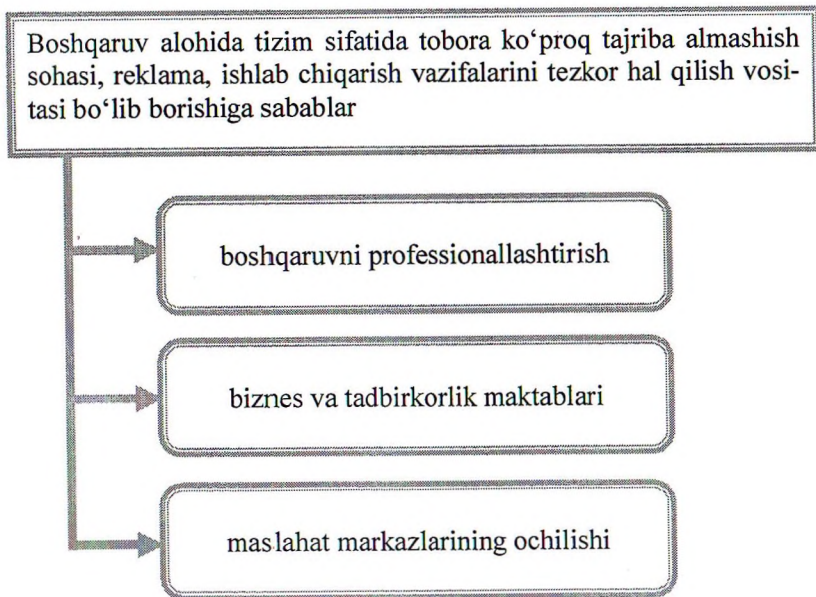 Boshqaruv alohida tizim sifatida tobora ko‘proq tajriba almashish
sohasi, reklama, ishlab chiqarish vazifalarini tezkor hal qilish vosi-
tasi bo‘lib borishiga sabablar
boshqaruvni professionallashtirish
biznes va tadbirkorlik maktablari
maslahat markazlarining ochilishi